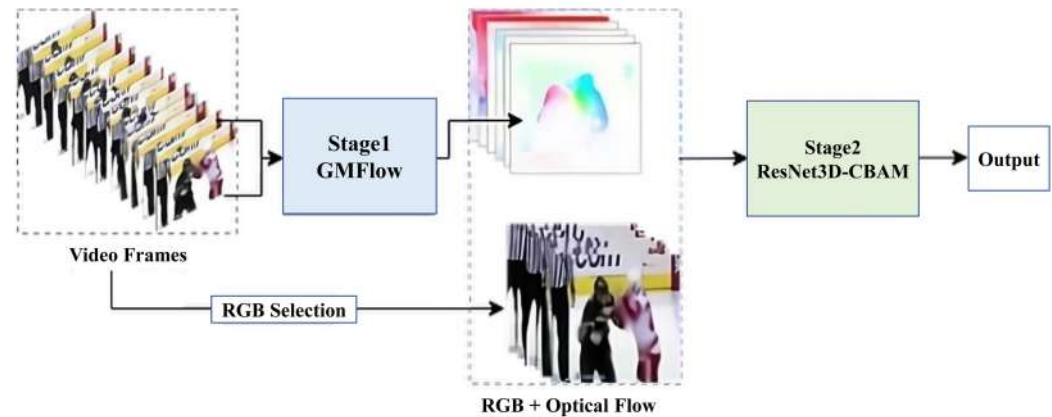 Stage1
GMFlow
Stage2
ResNet3D-CBAM
Output
Video Frames
RGB Selection
RGB + Optical Flow